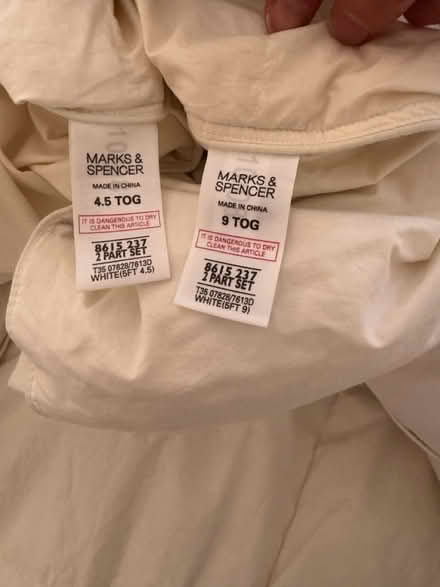 MARKS &
SPENCER
MADE IN CHINA
4.5 TOG
IT IS DANGEROUS TO DRY
CLEAN THIS ARTICLE
8615 237
2 PART SET
T35 07828/7613D
WHITE(5FT 4.5)
MARKS &
SPENCER
MADE IN CHINA
9 TOG
IT IS DANGEROUS TO DRY
CLEAN THIS ARTICLE
8615 237
2 PART SET
T35 07828/7613D
WHITE(5FT 9)